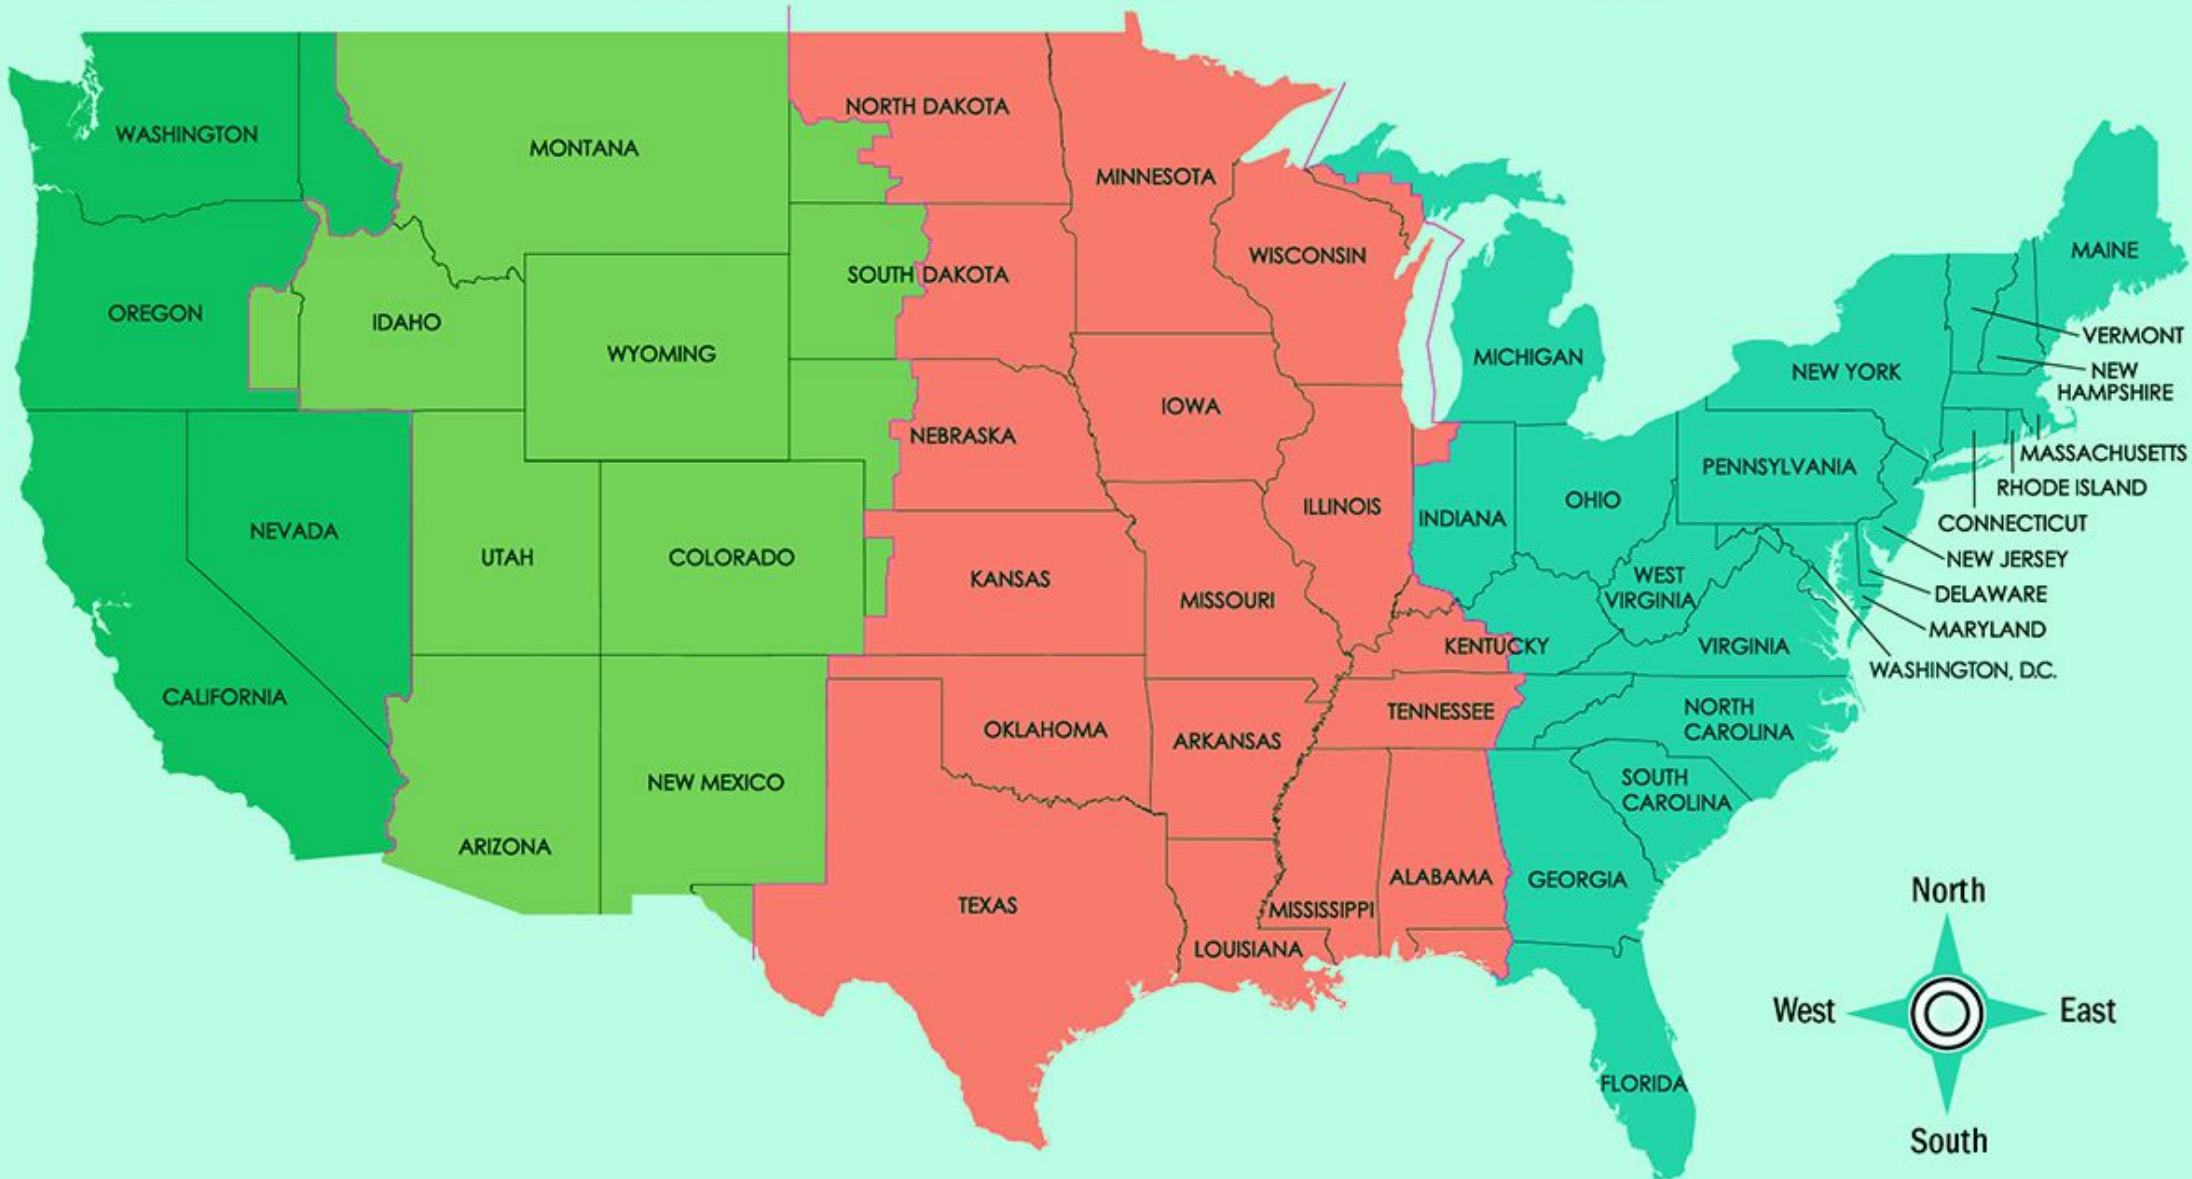 WASHINGTON
MONTANA
NORTH DAKOTA
MINNESOTA
OREGON
IDAHO
WYOMING
SOUTH DAKOTA
WISCONSIN
MICHIGAN
MAINE
VERMONT
NEW
HAMPSHIRE
NEW YORK
NEBRASKA
IOWA
ILLINOIS
INDIANA
OHIO
PENNSYLVANIA
MASSACHUSETTS
RHODE ISLAND
CONNECTICUT
NEW JERSEY
DELAWARE
MARYLAND
WASHINGTON, D.C.
NEVADA
UTAH
COLORADO
KANSAS
MISSOURI
KENTUCKY
WEST
VIRGINIA
VIRGINIA
CALIFORNIA
ARIZONA
NEW MEXICO
OKLAHOMA
ARKANSAS
TENNESSEE
NORTH
CAROLINA
SOUTH
CAROLINA
TEXAS
LOUISIANA
MISSISSIPPI
ALABAMA
GEORGIA
FLORIDA
North
West
East
South